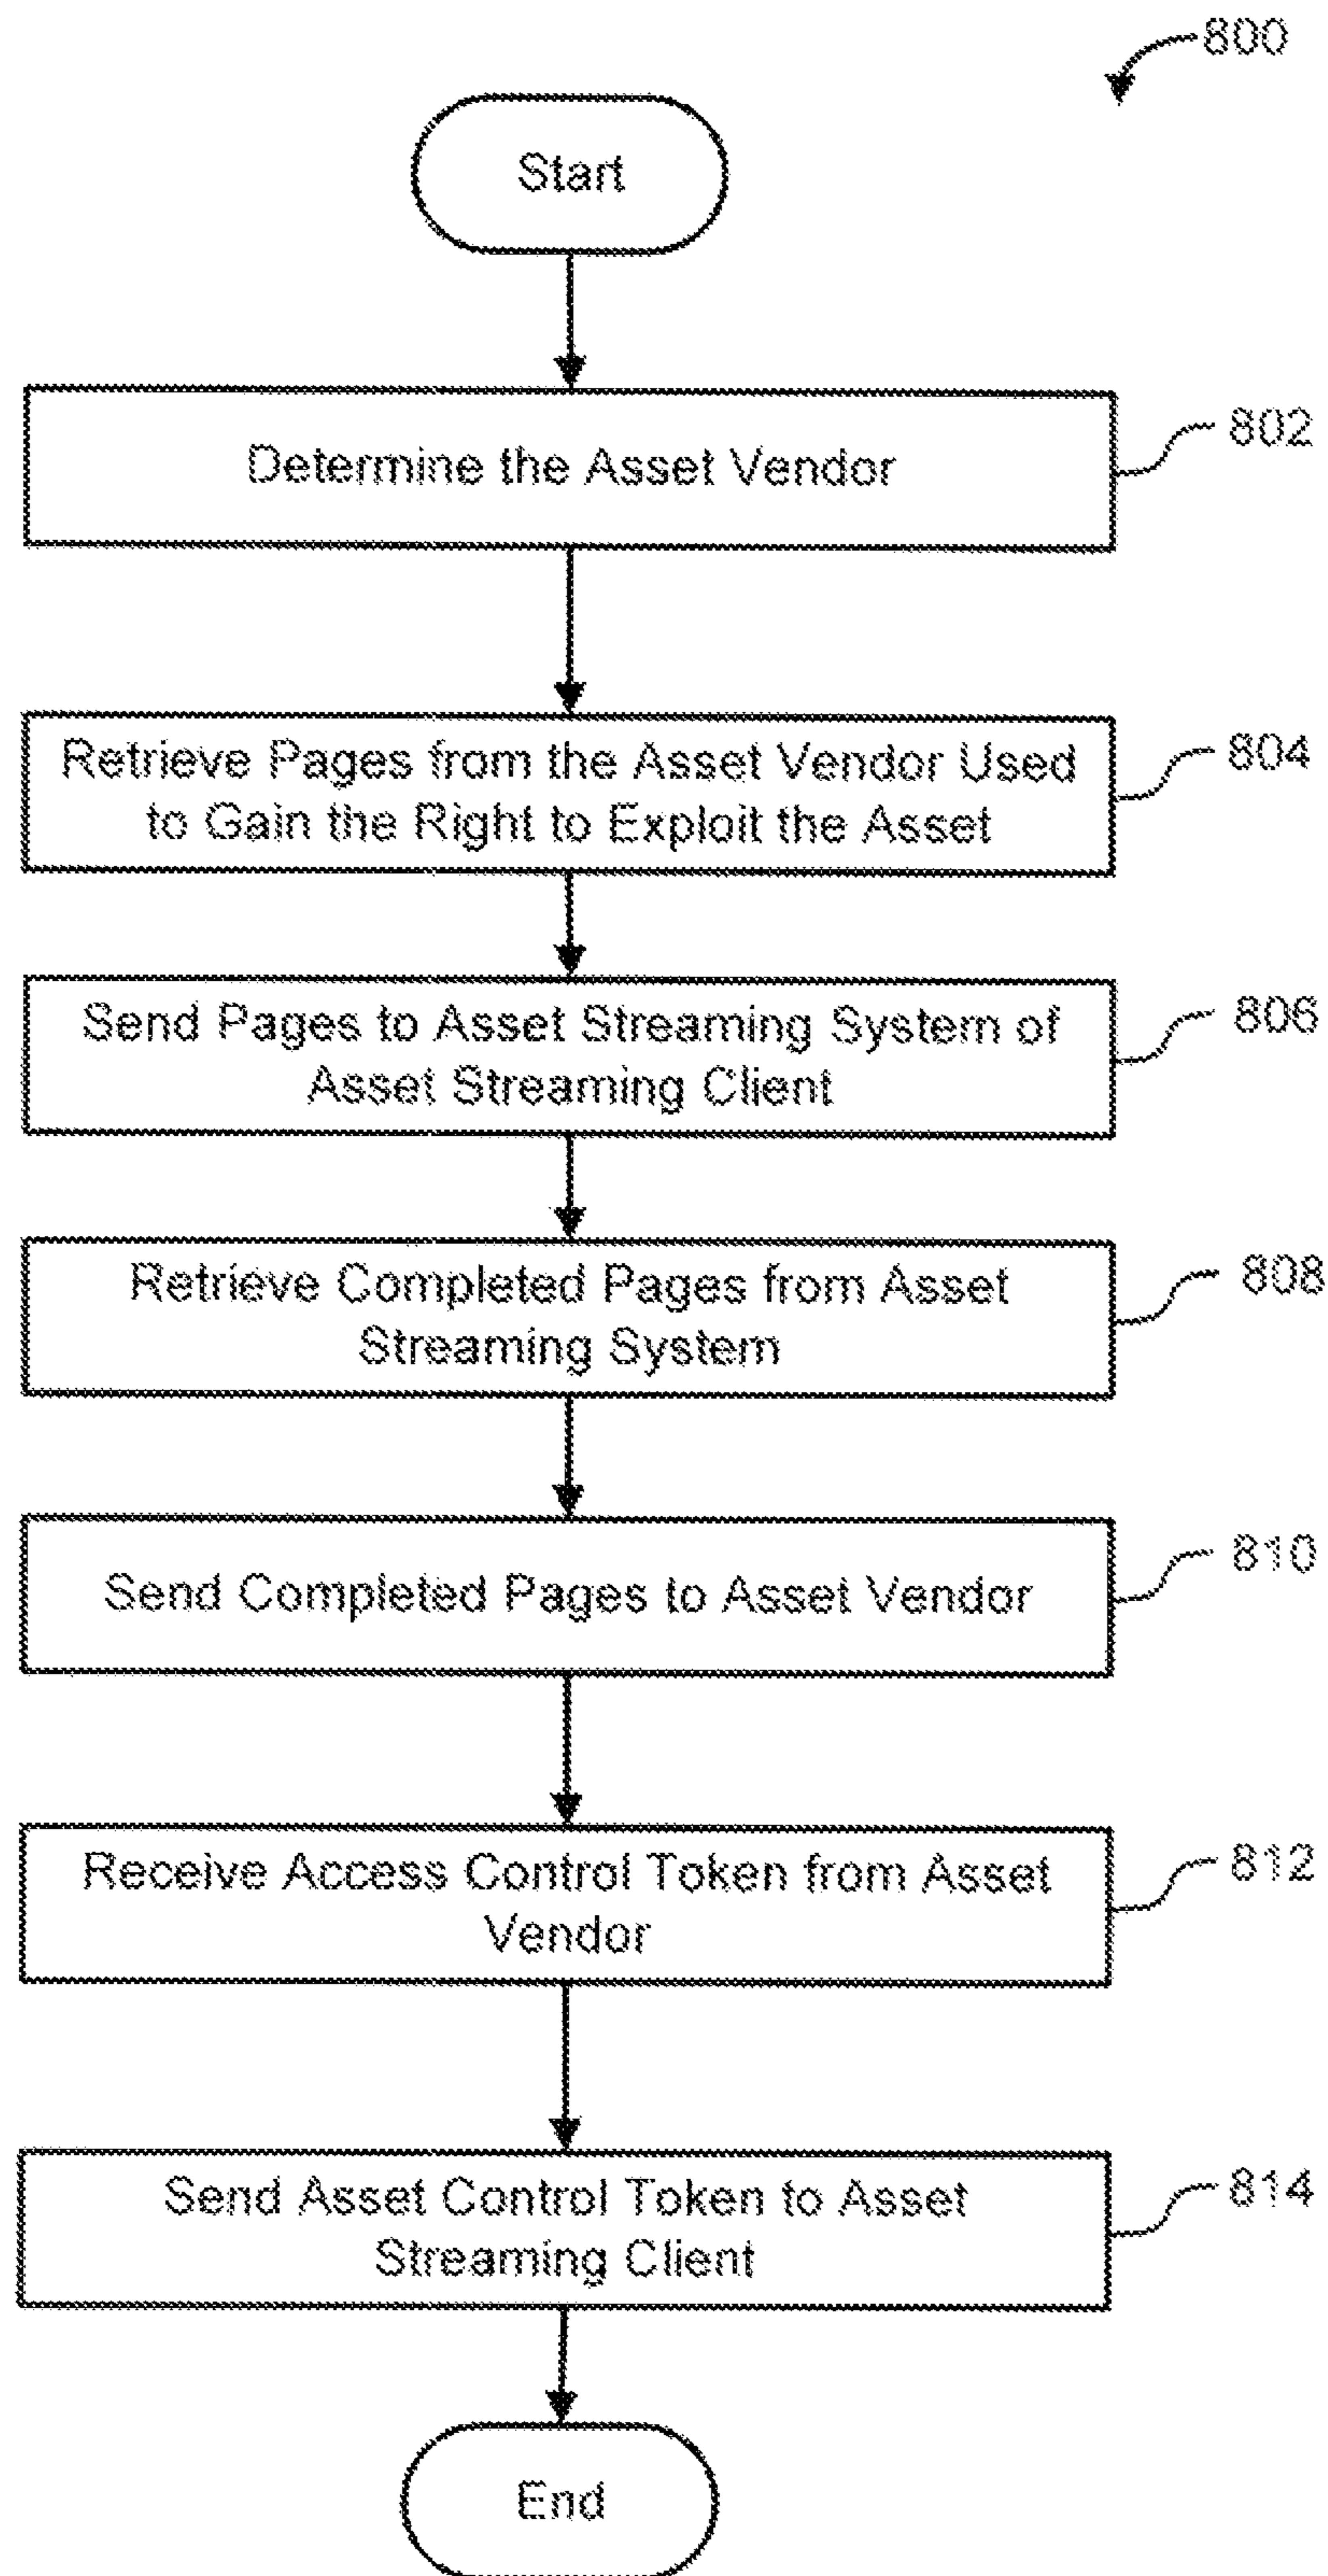 800
Start
Determine the Asset Vendor
802
Retrieve Pages from the Asset Vendor Used
to Gain the Right to Exploit the Asset
804
Send Pages to Asset Streaming System of
Asset Streaming Client
806
Retrieve Completed Pages from Asset
Streaming System
808
Send Completed Pages to Asset Vendor
810
Receive Access Control Token from Asset
Vendor
812
Send Asset Control Token to Asset
Streaming Client
814
End